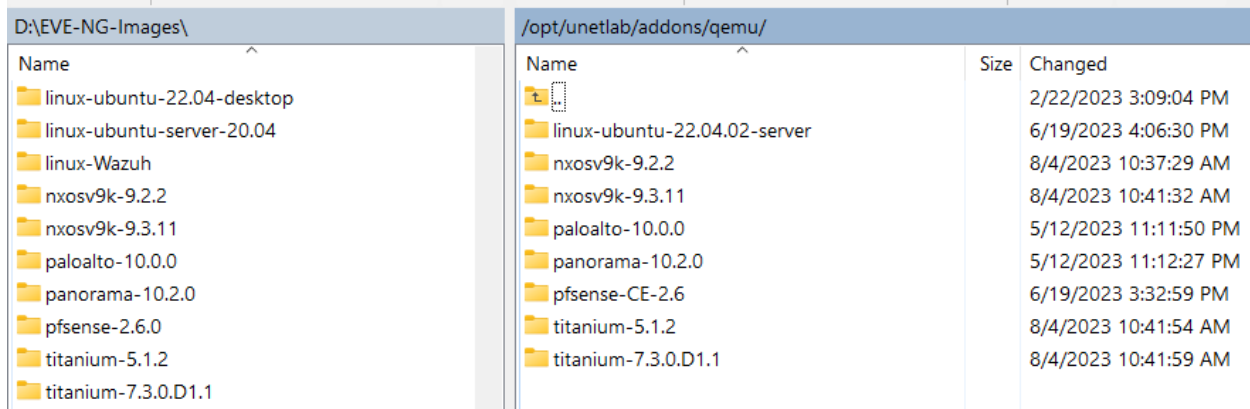 D:\EVE-NG-Images\
Name
linux-ubuntu-22.04-desktop
linux-ubuntu-server-20.04
linux-Wazuh
nxosv9k-9.2.2
nxosv9k-9.3.11
paloalto-10.0.0
panorama-10.2.0
pfsense-2.6.0
titanium-5.1.2
titanium-7.3.0.D1.1
/opt/unetlab/addons/qemu/
Name Size Changed
.. 2/22/2023 3:09:04 PM
linux-ubuntu-22.04.02-server 6/19/2023 4:06:30 PM
nxosv9k-9.2.2 8/4/2023 10:37:29 AM
nxosv9k-9.3.11 8/4/2023 10:41:32 AM
paloalto-10.0.0 5/12/2023 11:11:50 PM
panorama-10.2.0 5/12/2023 11:12:27 PM
pfsense-CE-2.6 6/19/2023 3:32:59 PM
titanium-5.1.2 8/4/2023 10:41:54 AM
titanium-7.3.0.D1.1 8/4/2023 10:41:59 AM